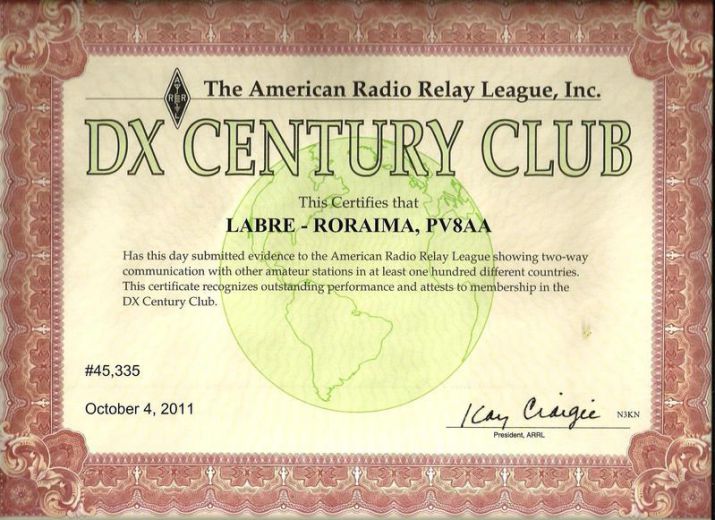 The American Radio Relay League, Inc.
ARRL
DX CENTURY CLUB
This Certifies that
LABRE - RORAIMA, PV8AA
Has this day submitted evidence to the American Radio Relay League showing two-way
communication with other amateur stations in at least one hundred different countries.
This certificate recognizes outstanding performance and attests to membership in the
DX Century Club.
#45,335
October 4, 2011
Kay Craigie N3KN
President, ARRL